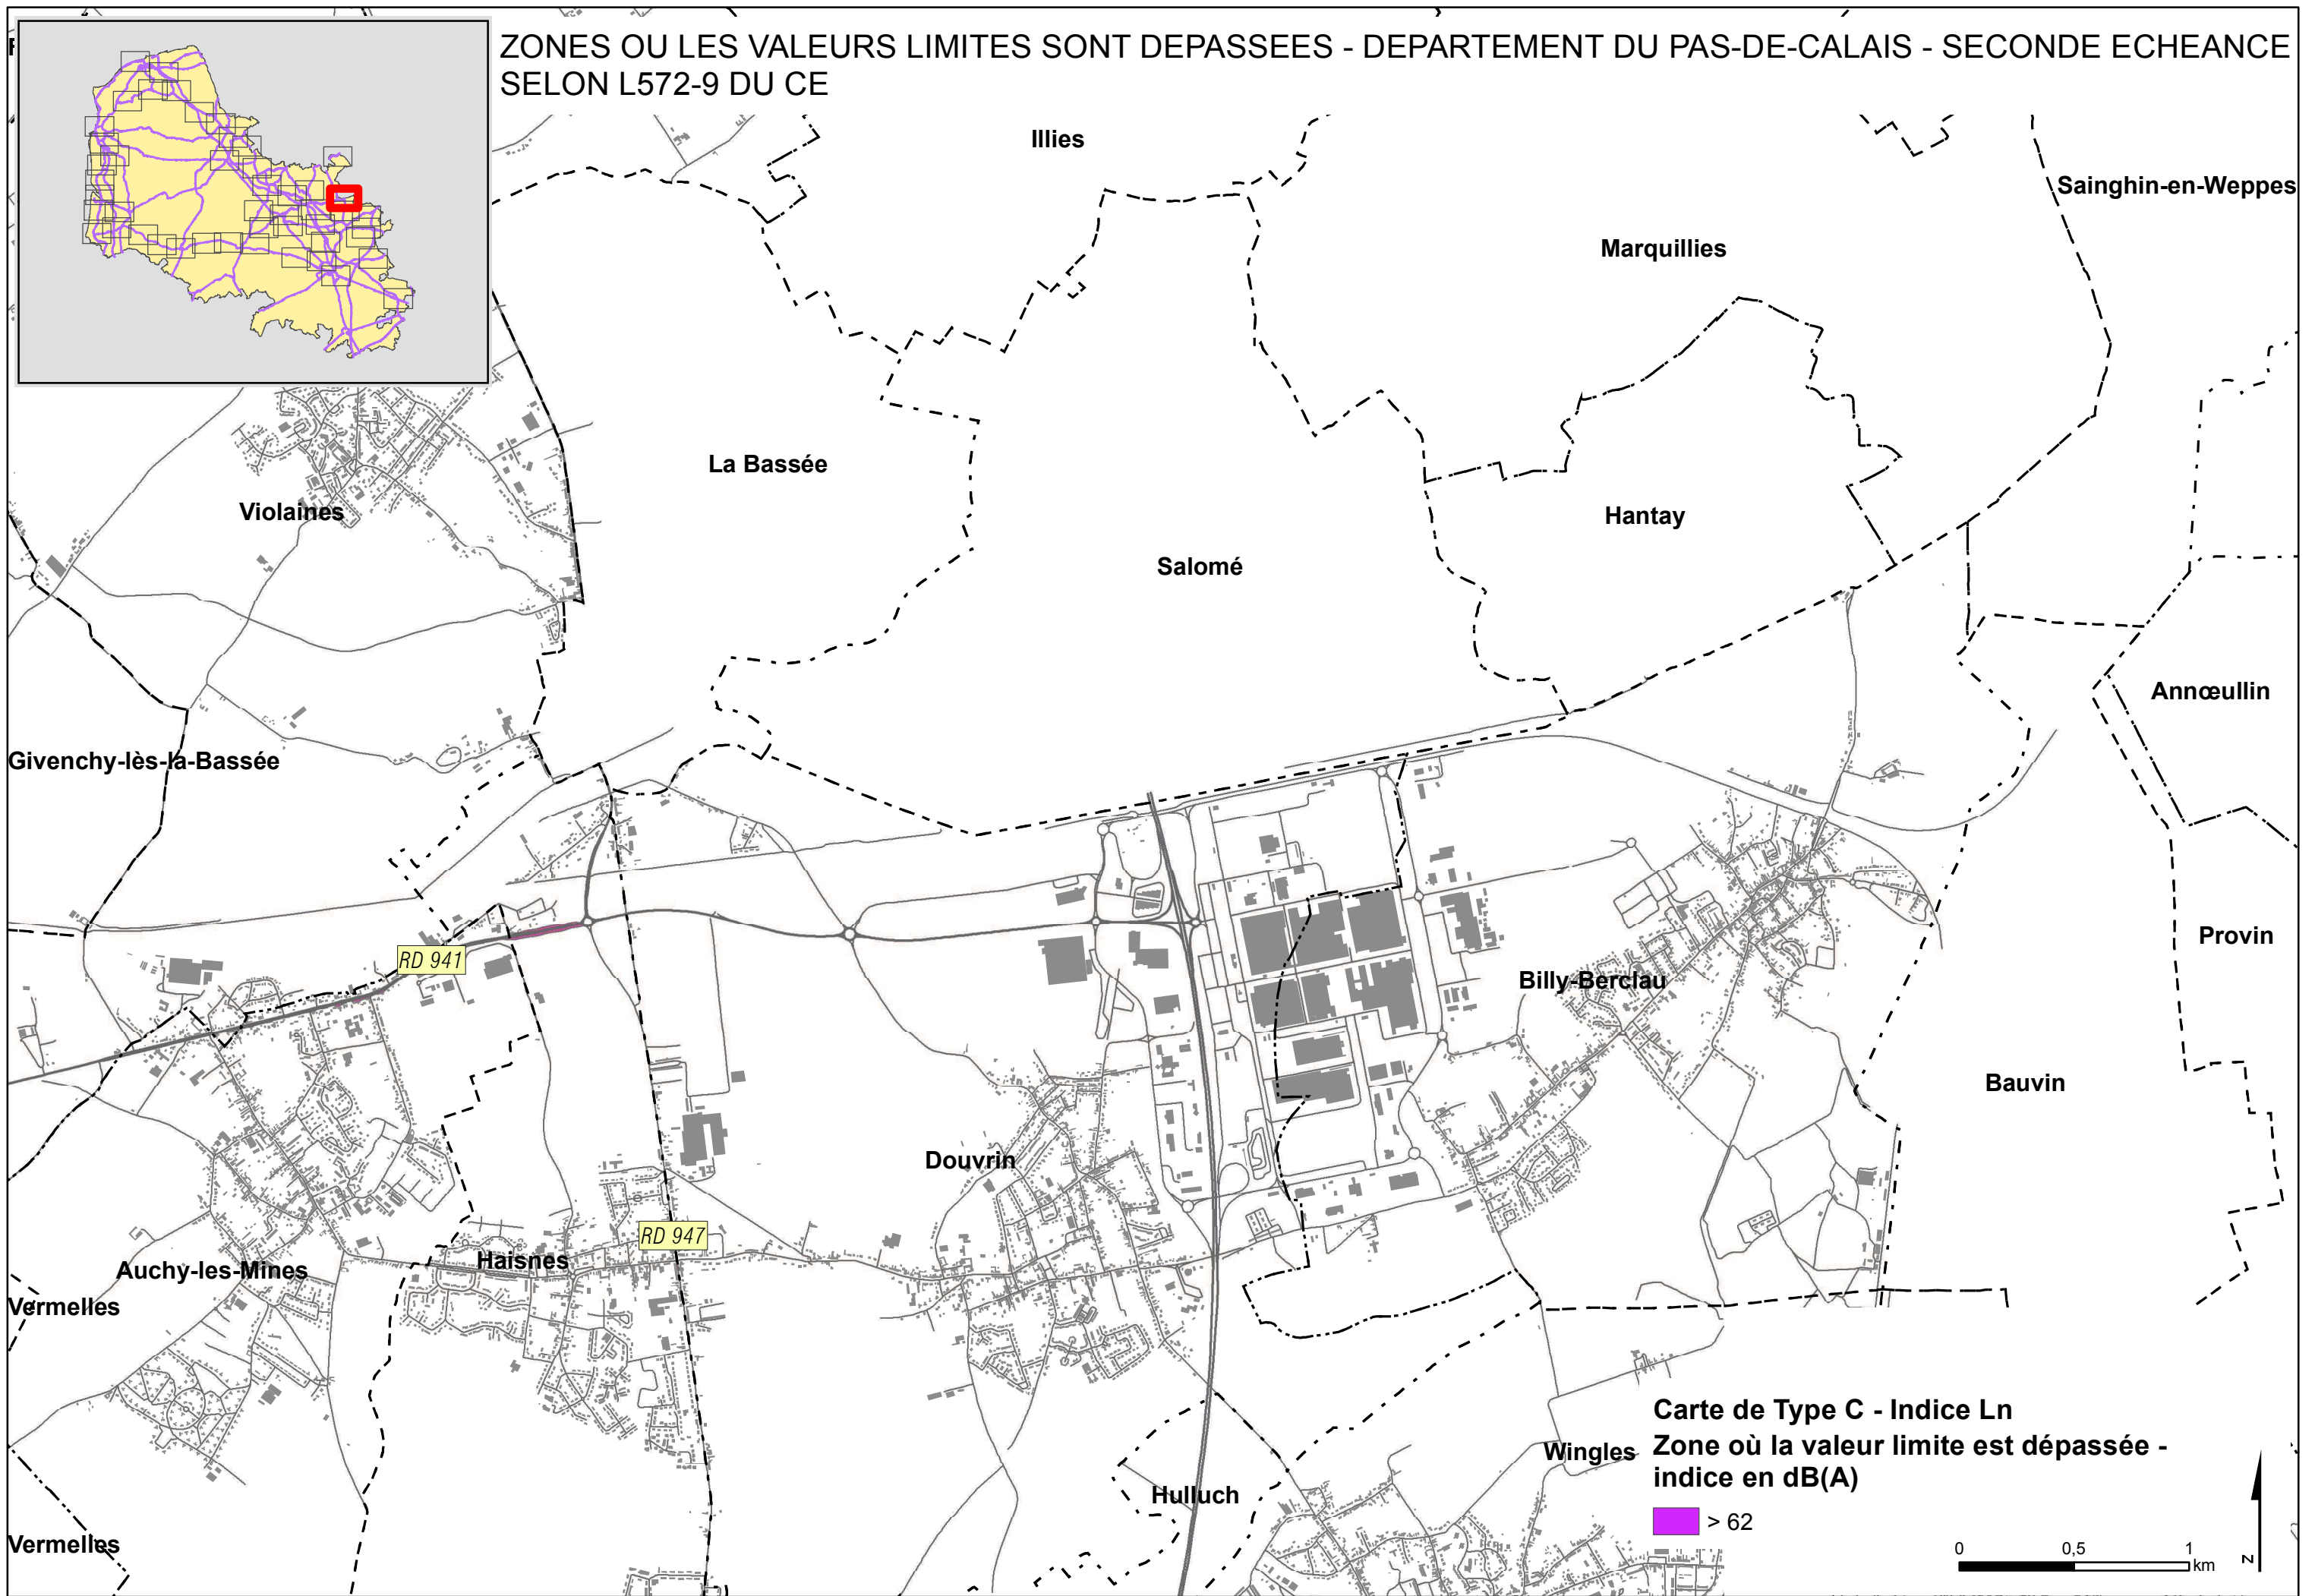 ZONES OU LES VALEURS LIMITES SONT DEPASSEES - DEPARTEMENT DU PAS-DE-CALAIS - SECONDE ECHEANCE
SELON L572-9 DU CE
Illies
Sainghin-en-Weppes
Marquillies
La Bassée
Violaines
Hantay
Salomé
Annœullin
Givenchy-lès-la-Bassée
Provin
RD 941
Billy-Berclau
Bauvin
Douvrin
RD 947
Haisnes
Auchy-les-Mines
Vermelles
Carte de Type C - Indice Ln
Zone où la valeur limite est dépassée -
indice en dB(A)
Wingles
Hulluch
> 62
Vermelles
0 0,5 1
km
N